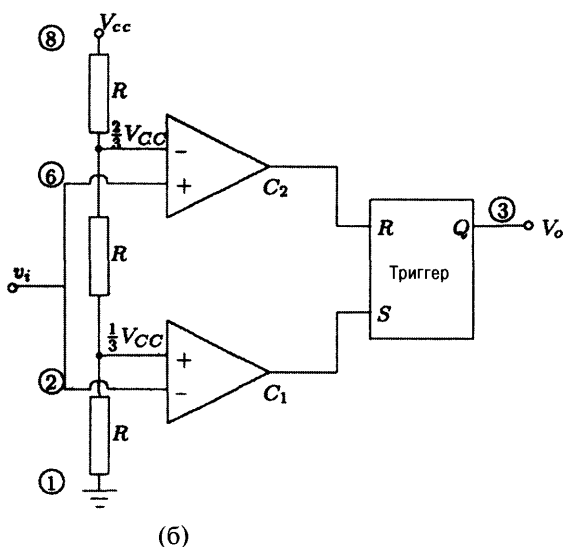 ⑧ Vcc
R
2/3 VCC
⑥ − C2
+
R Q ③ Vo
R
Триггер
vi
S
1/3 VCC
+
② − C1
R
①
(б)